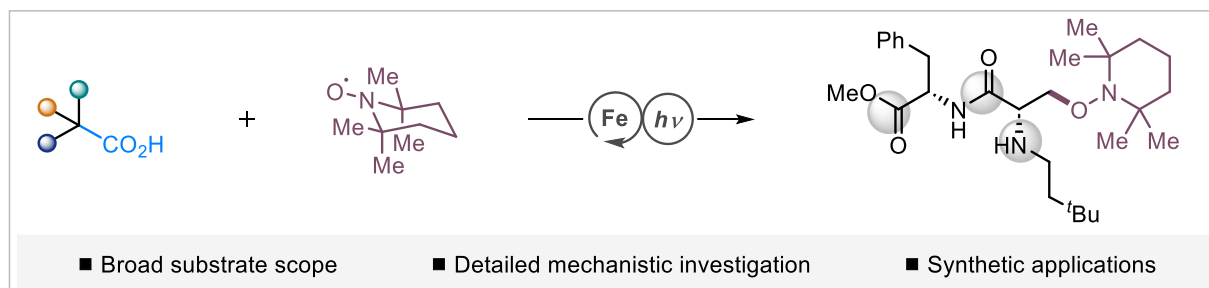 CO₂H
+
O•
N
Me
Me
Me
Me
Fe
hν
Ph
MeO
O
N
H
O
HN
ᵗBu
O
N
Me
Me
Me
Me
■ Broad substrate scope
■ Detailed mechanistic investigation
■ Synthetic applications